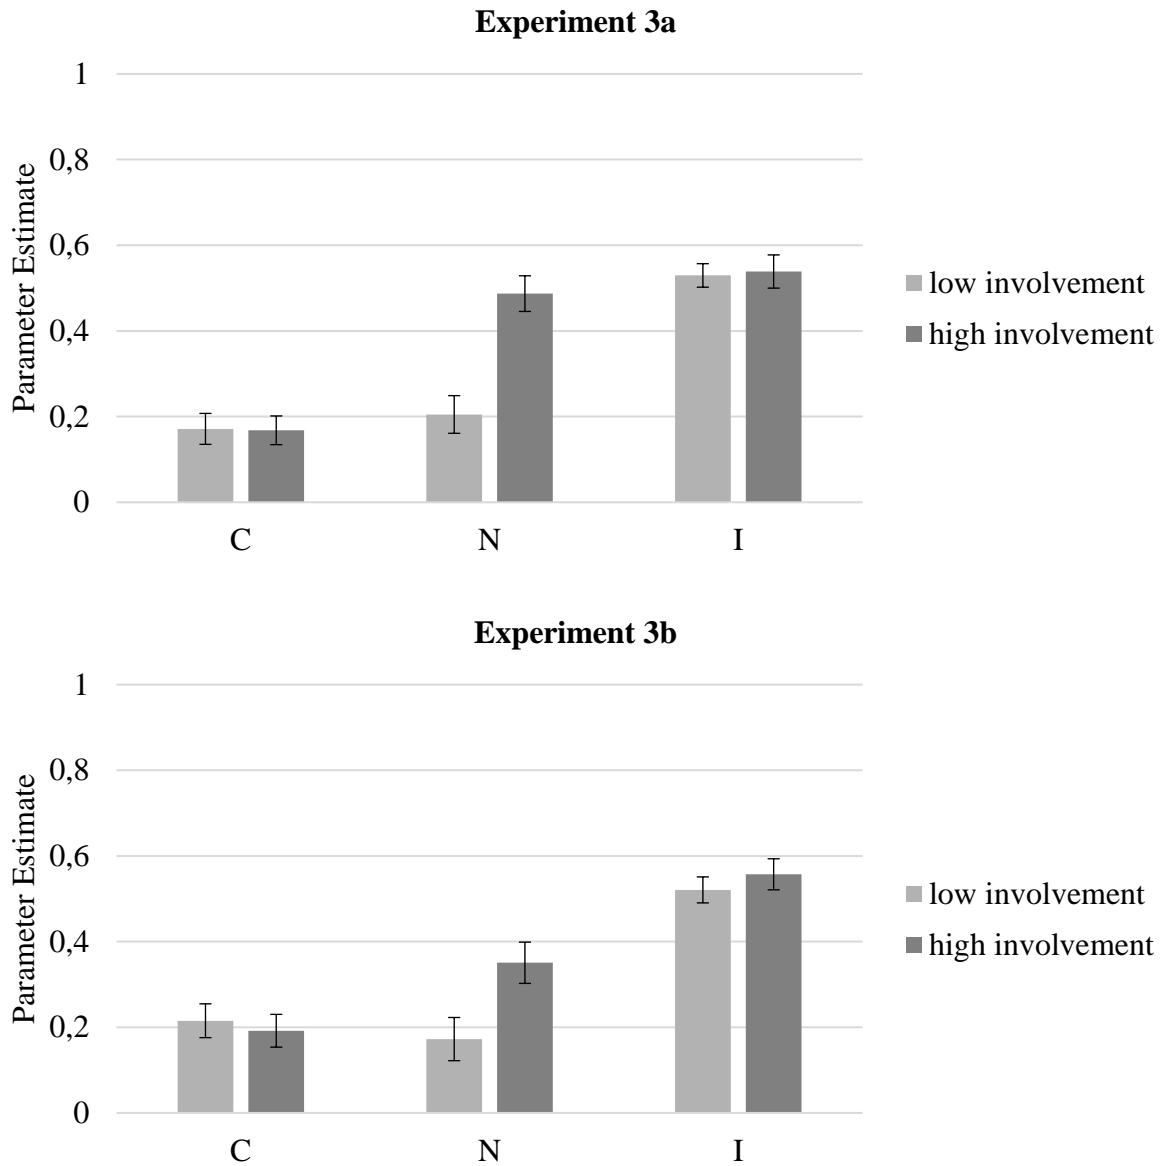 Experiment 3a
1
0,8
0,6
0,4
0,2
0
Parameter Estimate
C N I
low involvement
high involvement
Experiment 3b
1
0,8
0,6
0,4
0,2
0
Parameter Estimate
C N I
low involvement
high involvement